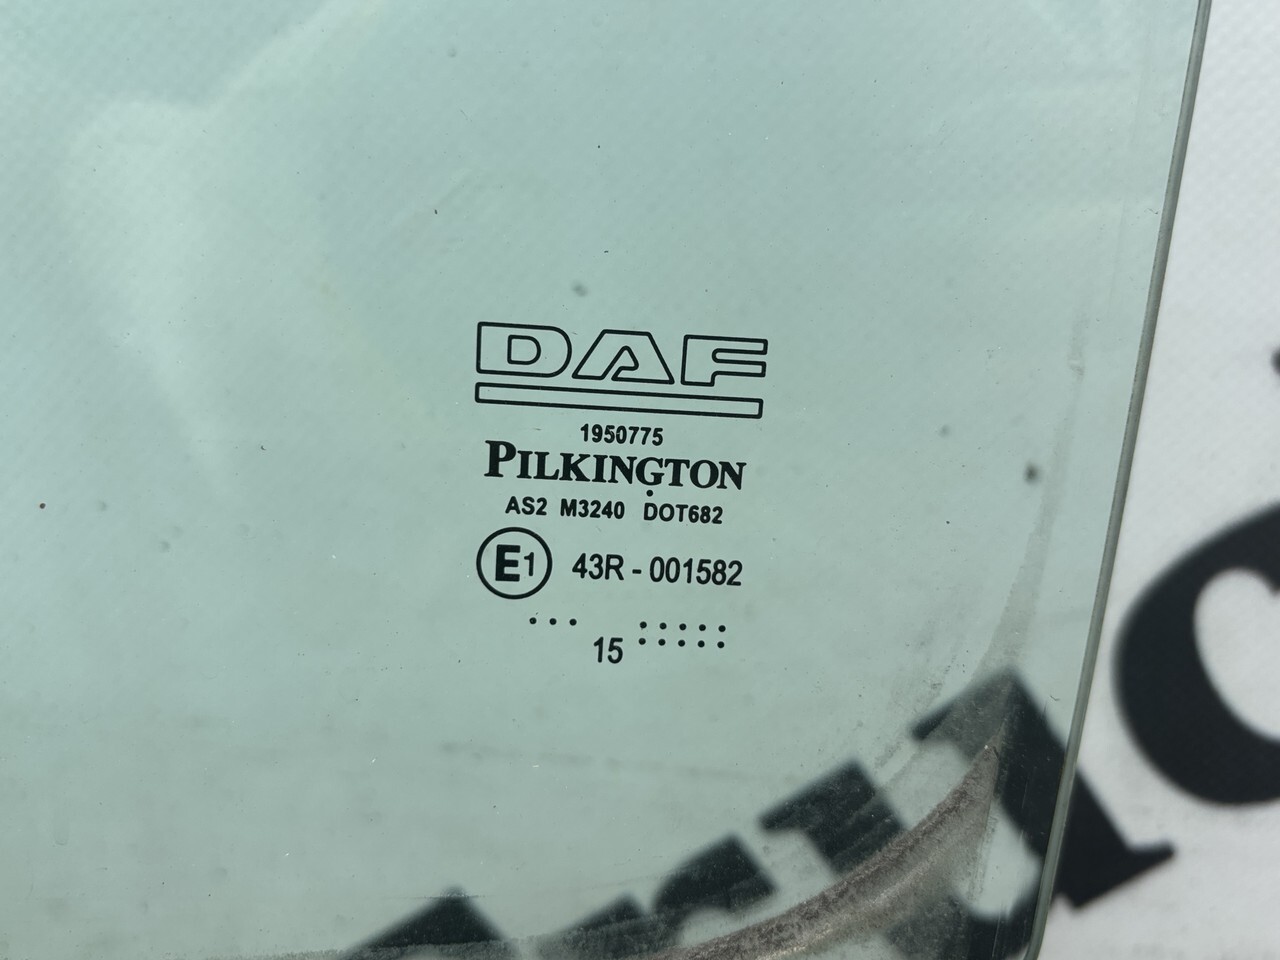 DAF
1950775
PILKINGTON
AS2 M3240 DOT682
E1 43R - 001582
... :::::
15